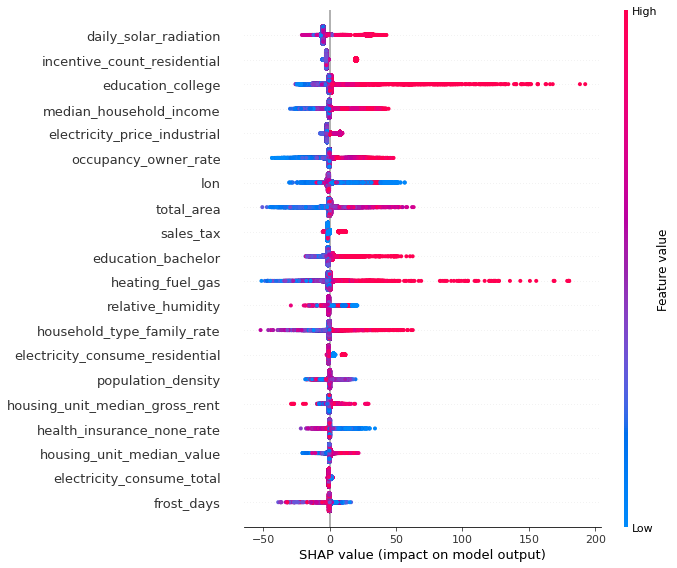 High
daily_solar_radiation
incentive_count_residential
education_college
median_household_income
electricity_price_industrial
occupancy_owner_rate
lon
total_area
sales_tax
education_bachelor
heating_fuel_gas
relative_humidity
household_type_family_rate
electricity_consume_residential
population_density
housing_unit_median_gross_rent
health_insurance_none_rate
housing_unit_median_value
electricity_consume_total
frost_days
Feature value
Low
−50 0 50 100 150 200
SHAP value (impact on model output)